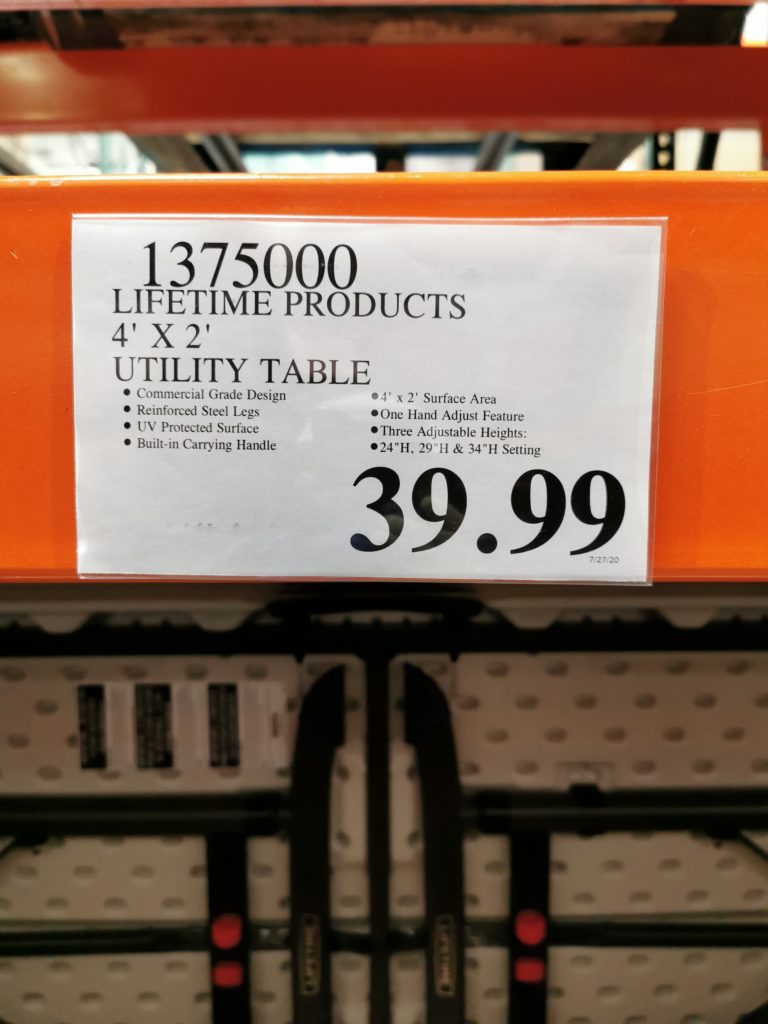 1375000
LIFETIME PRODUCTS
4' X 2'
UTILITY TABLE
• Commercial Grade Design
• Reinforced Steel Legs
• UV Protected Surface
• Built-in Carrying Handle
• 4' x 2' Surface Area
• One Hand Adjust Feature
• Three Adjustable Heights:
• 24"H, 29"H & 34"H Setting
39.99
7/27/20
LIFETIME
LIFETIME